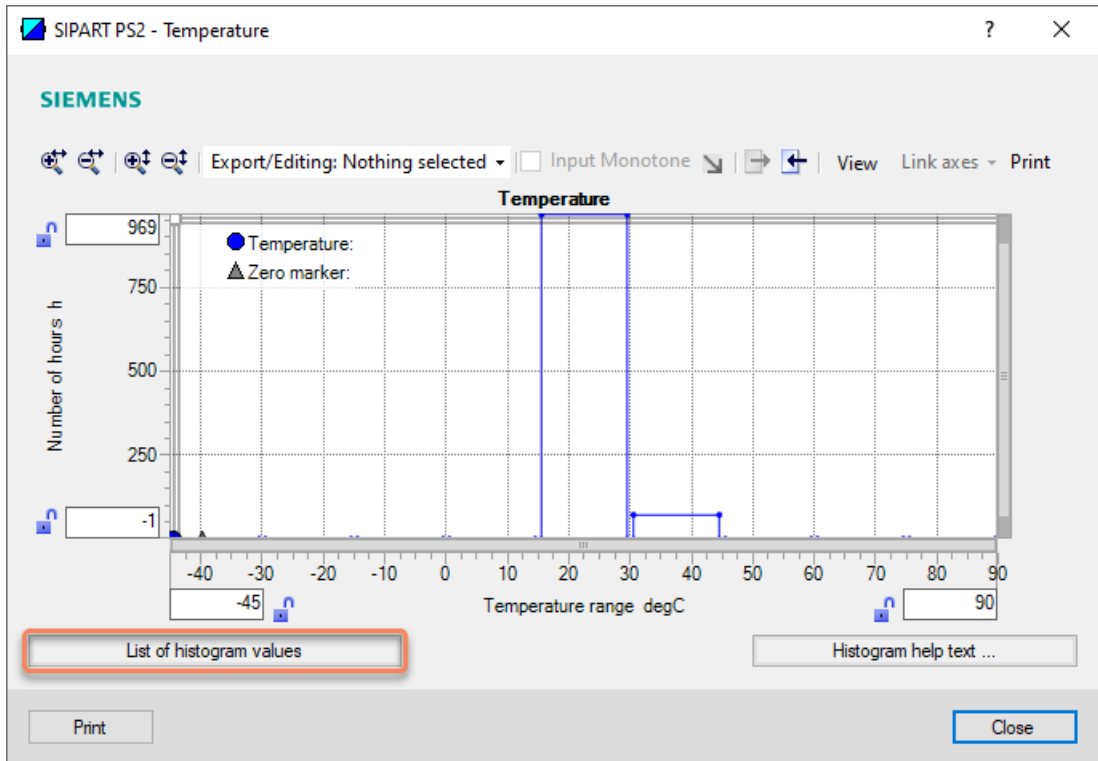 SIPART PS2 - Temperature
?
SIEMENS
Export/Editing: Nothing selected
Input Monotone
View
Link axes
Print
Temperature
969
Temperature:
Zero marker:
750
500
250
-1
Number of hours h
-40 -30 -20 -10 0 10 20 30 40 50 60 70 80 90
-45
Temperature range degC
90
List of histogram values
Histogram help text ...
Print
Close